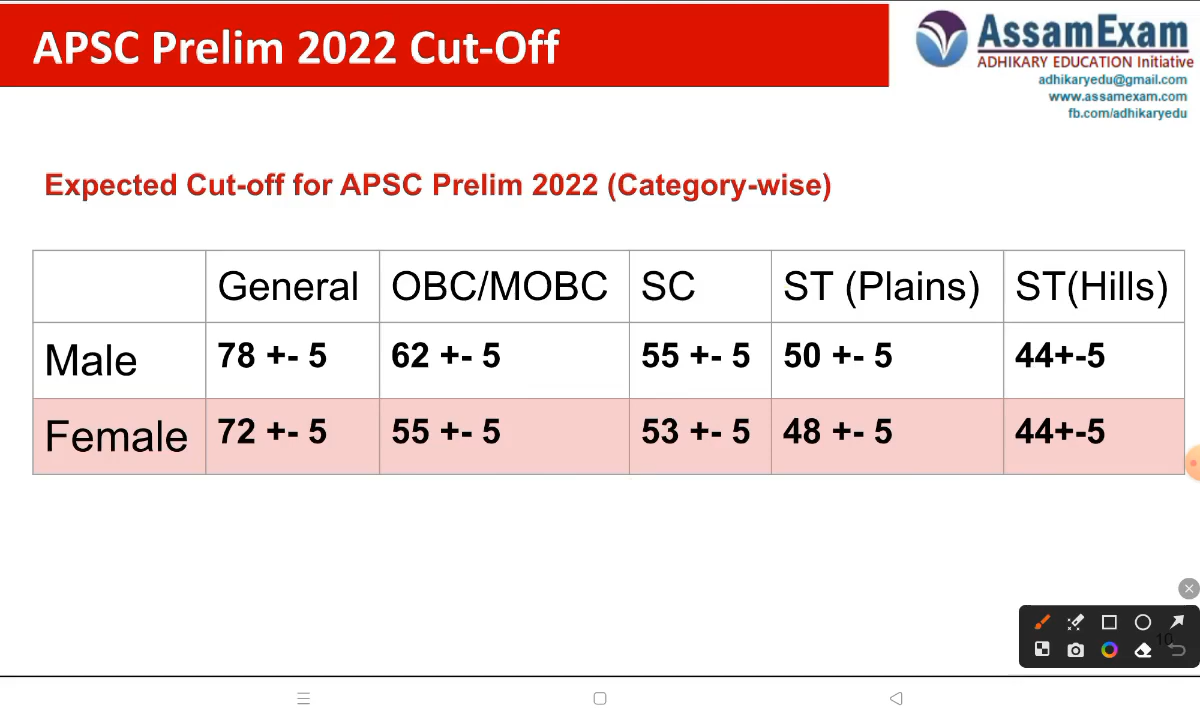 APSC Prelim 2022 Cut-Off
AssamExam
ADHIKARY EDUCATION Initiative
adhikaryedu@gmail.com
www.assamexam.com
fb.com/adhikaryedu
Expected Cut-off for APSC Prelim 2022 (Category-wise)
General OBC/MOBC SC ST (Plains) ST(Hills)
Male 78 +- 5 62 +- 5 55 +- 5 50 +- 5 44+-5
Female 72 +- 5 55 +- 5 53 +- 5 48 +- 5 44+-5
10